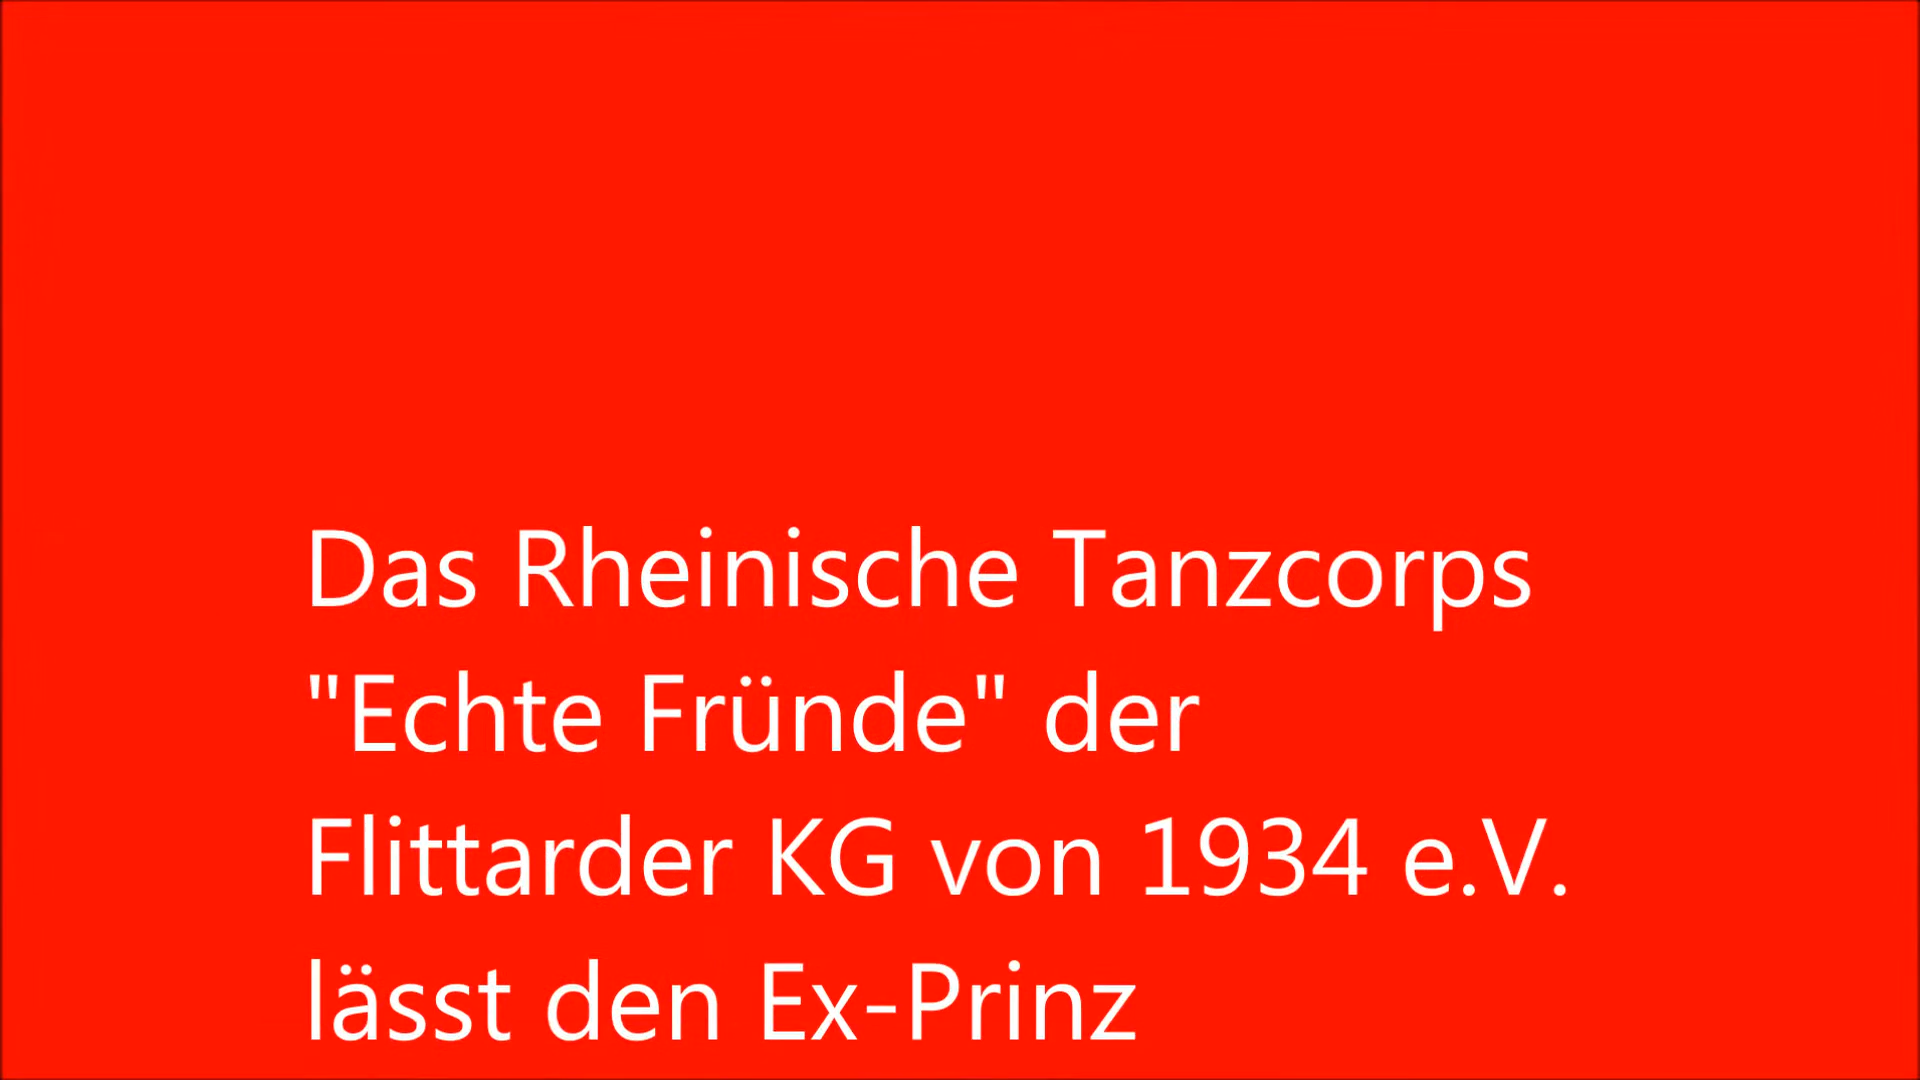 Das Rheinische Tanzcorps
"Echte Fründe" der
Flittarder KG von 1934 e.V.
lässt den Ex-Prinz